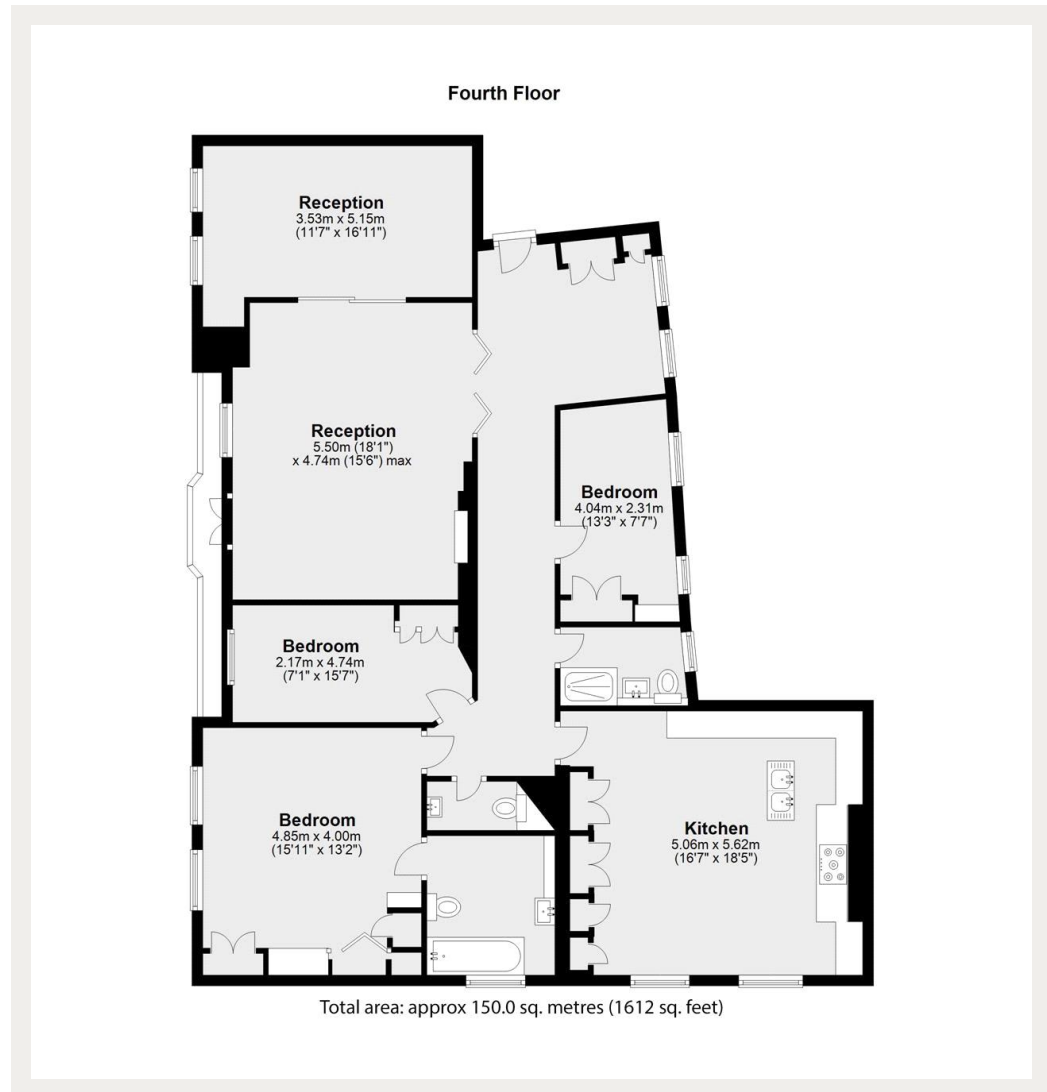 Fourth Floor
Reception
3.53m x 5.15m
(11'7" x 16'11")
Reception
5.50m (18'1")
x 4.74m (15'6") max
Bedroom
4.04m x 2.31m
(13'3" x 7'7")
Bedroom
2.17m x 4.74m
(7'1" x 15'7")
Bedroom
4.85m x 4.00m
(15'11" x 13'2")
Kitchen
5.06m x 5.62m
(16'7" x 18'5")
Total area: approx 150.0 sq. metres (1612 sq. feet)